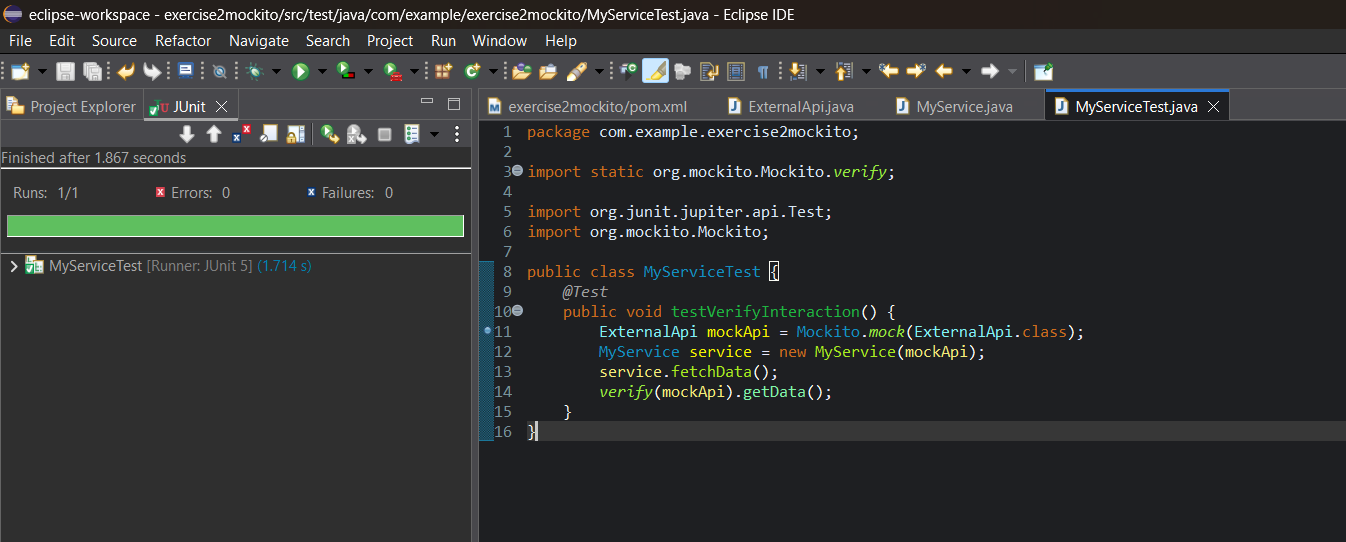 eclipse-workspace - exercise2mockito/src/test/java/com/example/exercise2mockito/MyServiceTest.java - Eclipse IDE
File Edit Source Refactor Navigate Search Project Run Window Help
Project Explorer JUnit
Finished after 1.867 seconds
Runs: 1/1 Errors: 0 Failures: 0
MyServiceTest [Runner: JUnit 5] (1.714 s)
exercise2mockito/pom.xml ExternalApi.java MyService.java MyServiceTest.java
1 package com.example.exercise2mockito;
2
3 import static org.mockito.Mockito.verify;
4
5 import org.junit.jupiter.api.Test;
6 import org.mockito.Mockito;
7
8 public class MyServiceTest {
9     @Test
10     public void testVerifyInteraction() {
11         ExternalApi mockApi = Mockito.mock(ExternalApi.class);
12         MyService service = new MyService(mockApi);
13         service.fetchData();
14         verify(mockApi).getData();
15     }
16 }